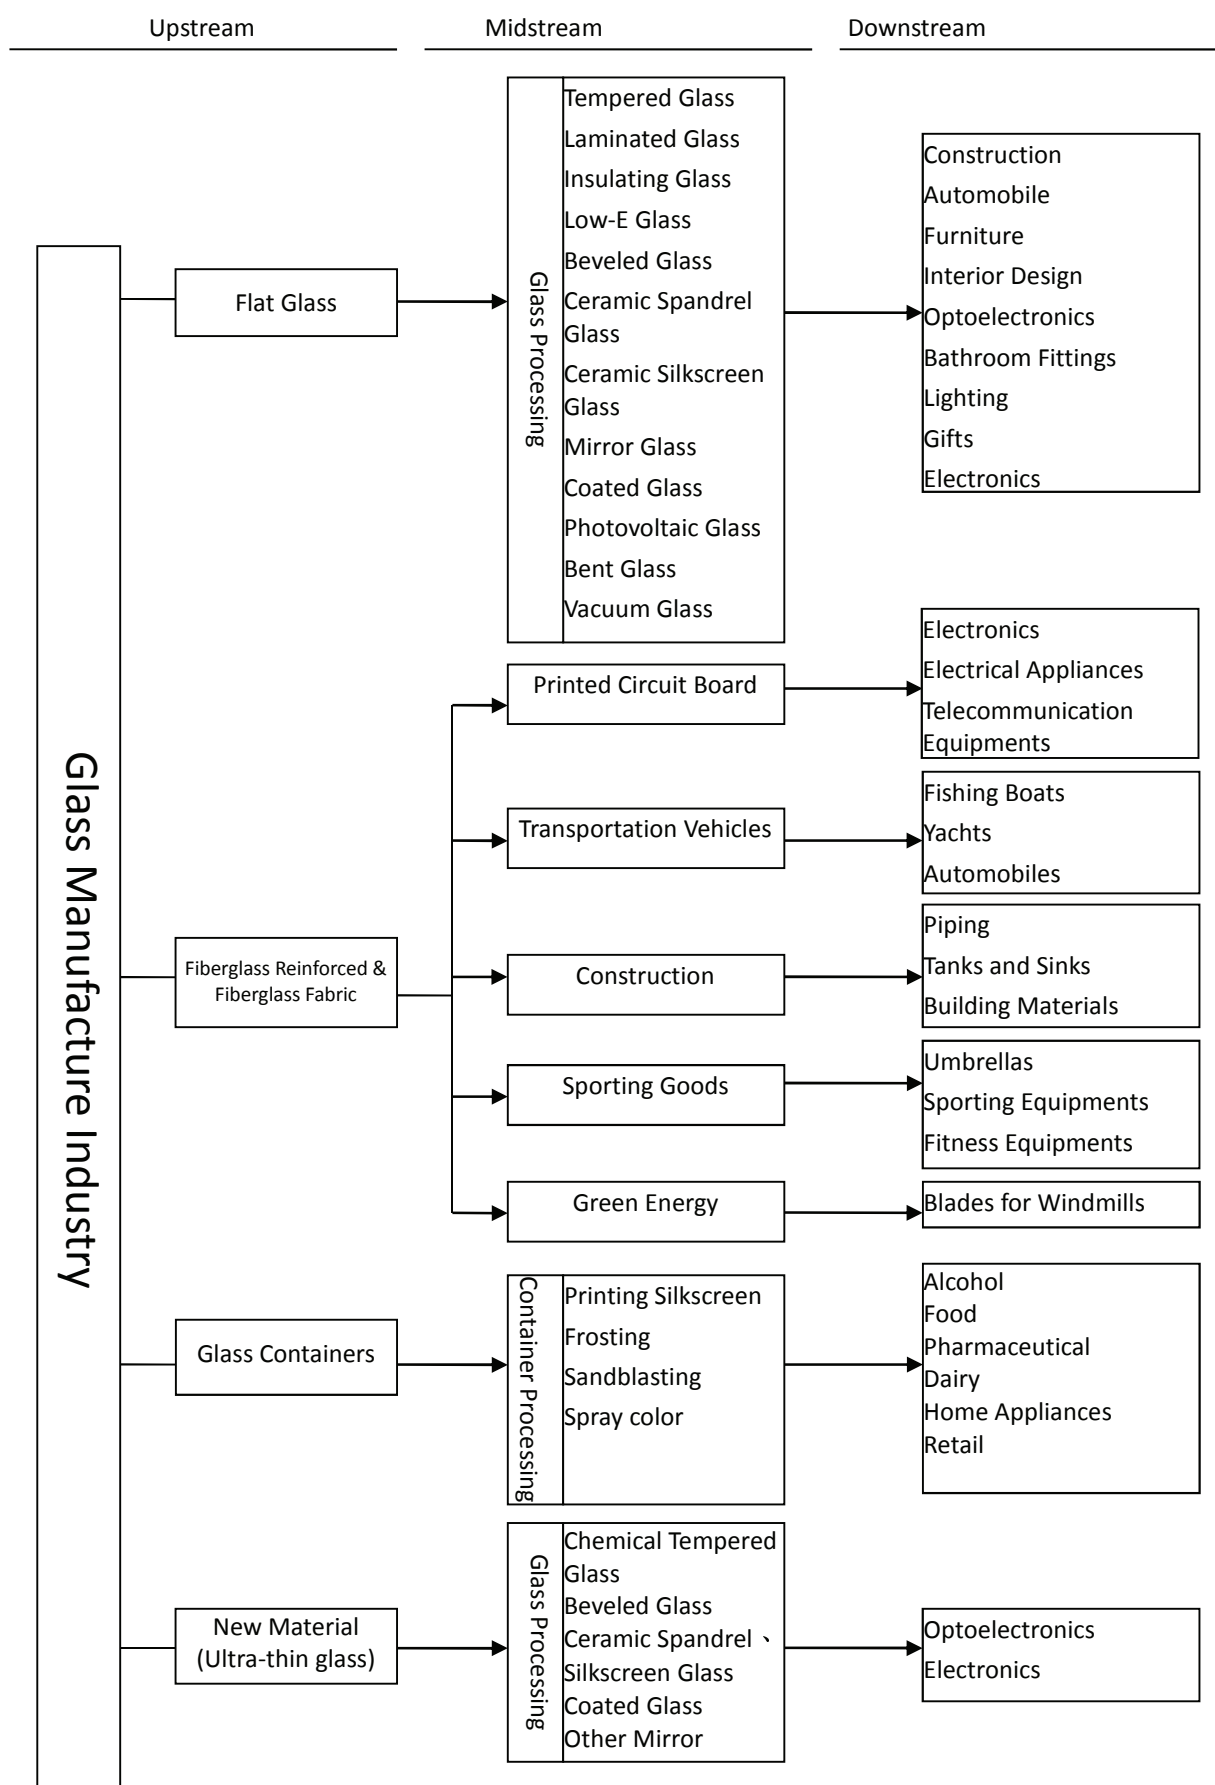 Upstream
Midstream
Downstream
Glass Manufacture Industry
Flat Glass
Glass Processing
Tempered Glass
Laminated Glass
Insulating Glass
Low-E Glass
Beveled Glass
Ceramic Spandrel
Glass
Ceramic Silkscreen
Glass
Mirror Glass
Coated Glass
Photovoltaic Glass
Bent Glass
Vacuum Glass
Construction
Automobile
Furniture
Interior Design
Optoelectronics
Bathroom Fittings
Lighting
Gifts
Electronics
Fiberglass Reinforced &
Fiberglass Fabric
Printed Circuit Board
Electronics
Electrical Appliances
Telecommunication
Equipments
Transportation Vehicles
Fishing Boats
Yachts
Automobiles
Construction
Piping
Tanks and Sinks
Building Materials
Sporting Goods
Umbrellas
Sporting Equipments
Fitness Equipments
Green Energy
Blades for Windmills
Glass Containers
Container Processing
Printing Silkscreen
Frosting
Sandblasting
Spray color
Alcohol
Food
Pharmaceutical
Dairy
Home Appliances
Retail
New Material
(Ultra-thin glass)
Glass Processing
Chemical Tempered
Glass
Beveled Glass
Ceramic Spandrel、
Silkscreen Glass
Coated Glass
Other Mirror
Optoelectronics
Electronics